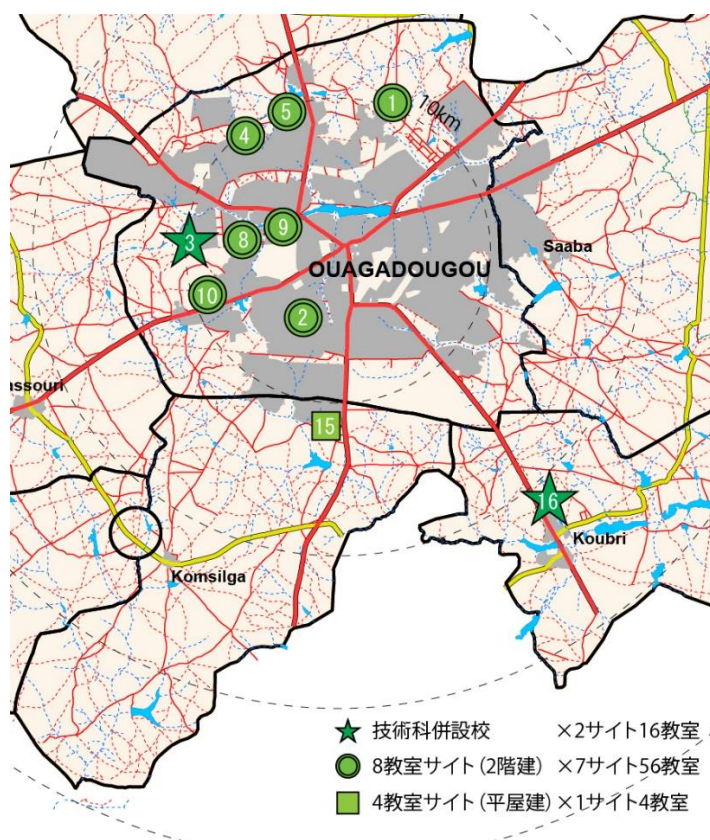 1
5
4
10km
9
3
8
Saaba
OUAGADOUGOU
10
2
assouri
15
16
Koubri
Komsilga
技術科併設校 ×2サイト16教室
8教室サイト(2階建) ×7サイト56教室
4教室サイト(平屋建) ×1サイト4教室